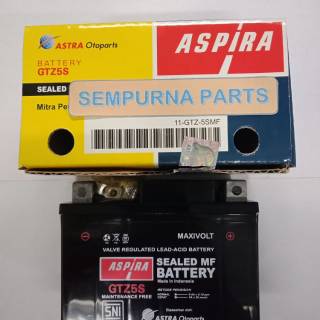 ASTRA Otoparts
ASPIRA
BATTERY
GTZ5S
SEALED
SEMPURNA PARTS
Mitra
11-GTZ-5SMF
MAXIVOLT
VALVE REGULATED LEAD-ACID BATTERY
ASPIRA
SEALED MF
BATTERY
Made in Indonesia
GTZ5S
MAINTENANCE FREE
SNI
ASTRA Otoparts